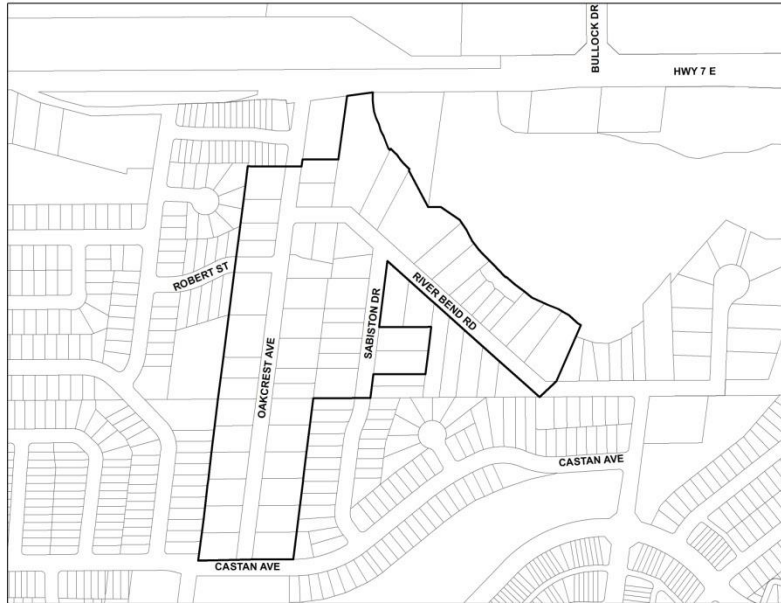 BULLOCK DR
HWY 7 E
ROBERT ST
RIVER BEND RD
SABISTON DR
OAKCREST AVE
CASTAN AVE
CASTAN AVE